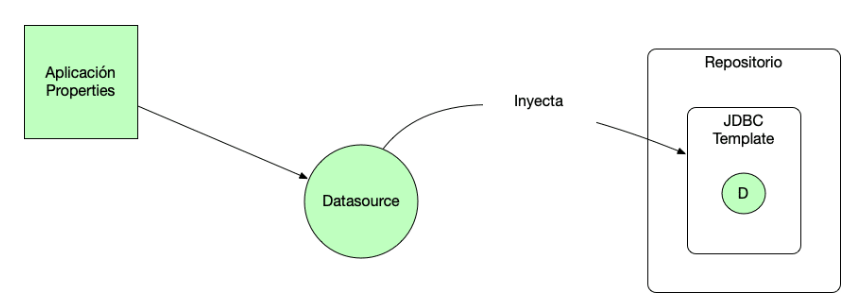 Aplicación
Properties
Datasource
Inyecta
Repositorio
JDBC
Template
D